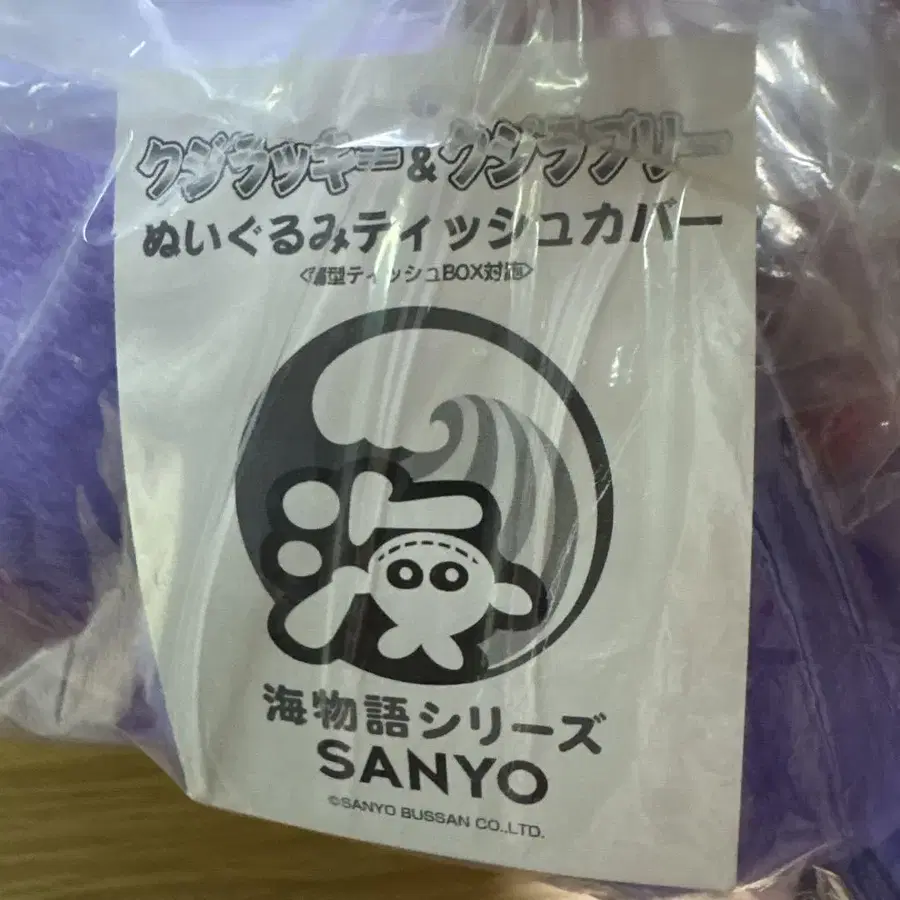 クジラッキー&クジラブリー
ぬいぐるみティッシュカバー
型ティッシュBOX対応
海
海物語シリーズ
SANYO
©SANYO BUSSAN CO.,LTD.